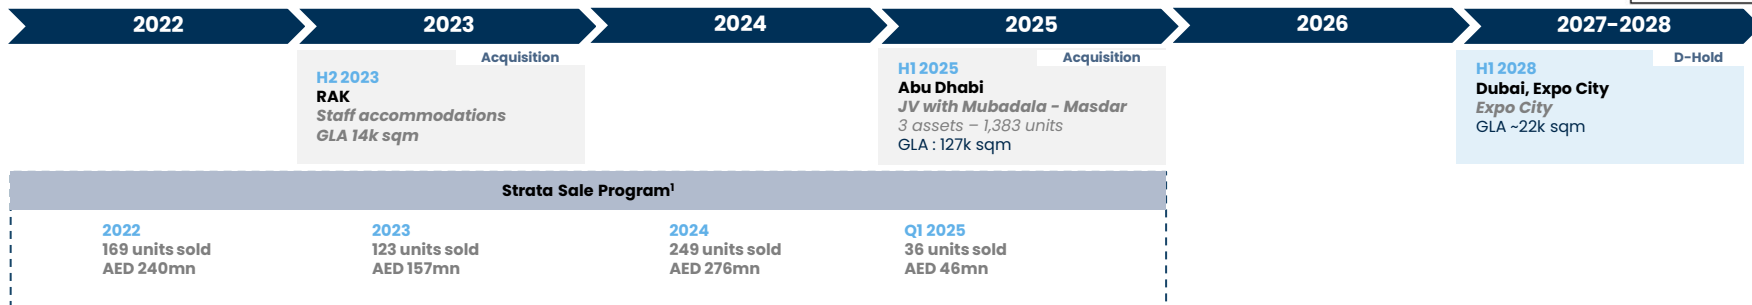 2022
2023
2024
2025
2026
2027-2028
Acquisition
H2 2023
RAK
Staff accommodations
GLA 14k sqm
Acquisition
H1 2025
Abu Dhabi
JV with Mubadala - Masdar
3 assets – 1,383 units
GLA : 127k sqm
D-Hold
H1 2028
Dubai, Expo City
Expo City
GLA ~22k sqm
Strata Sale Program¹
2022
169 units sold
AED 240mn
2023
123 units sold
AED 157mn
2024
249 units sold
AED 276mn
Q1 2025
36 units sold
AED 46mn